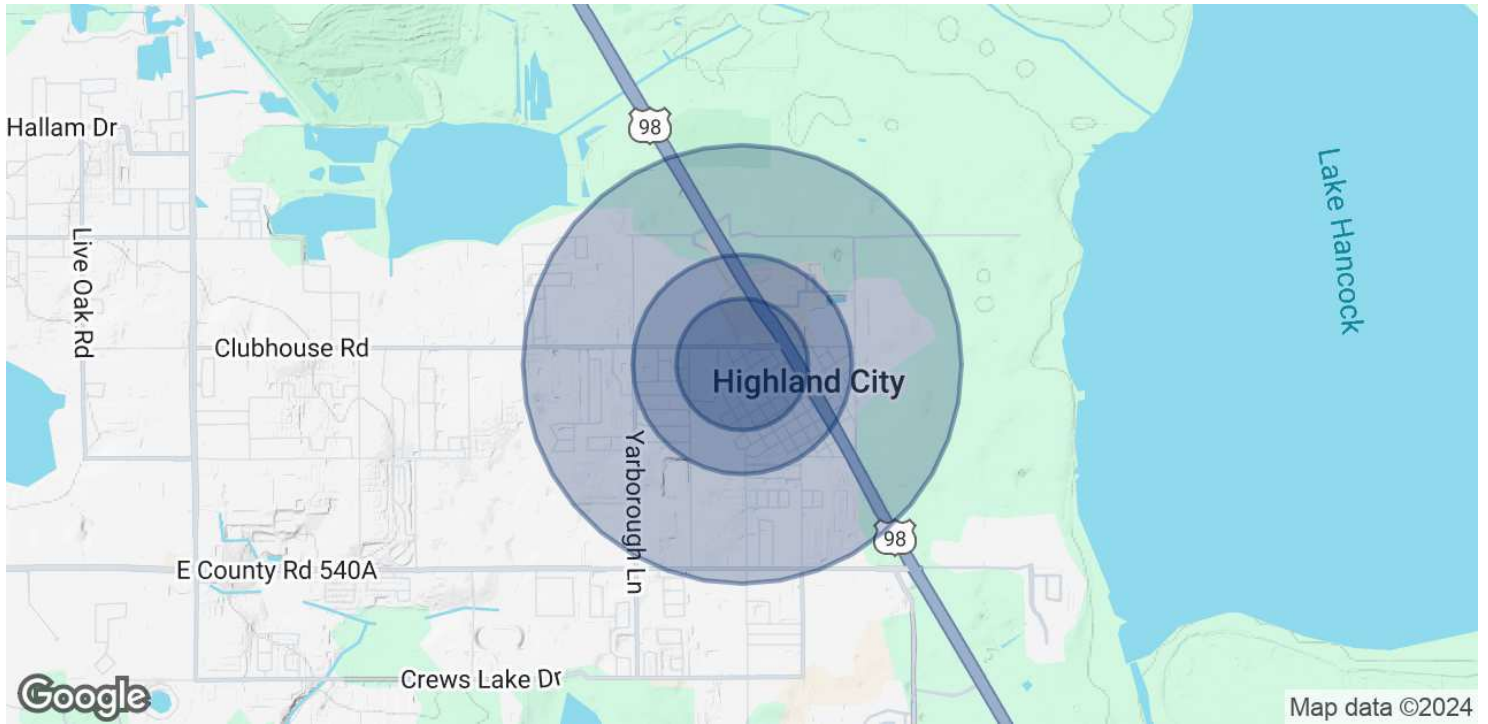 98
Hallam Dr
Lake Hancock
Live Oak Rd
Clubhouse Rd
Highland City
Yarborough Ln
98
E County Rd 540A
Crews Lake Dr
Google
Map data ©2024